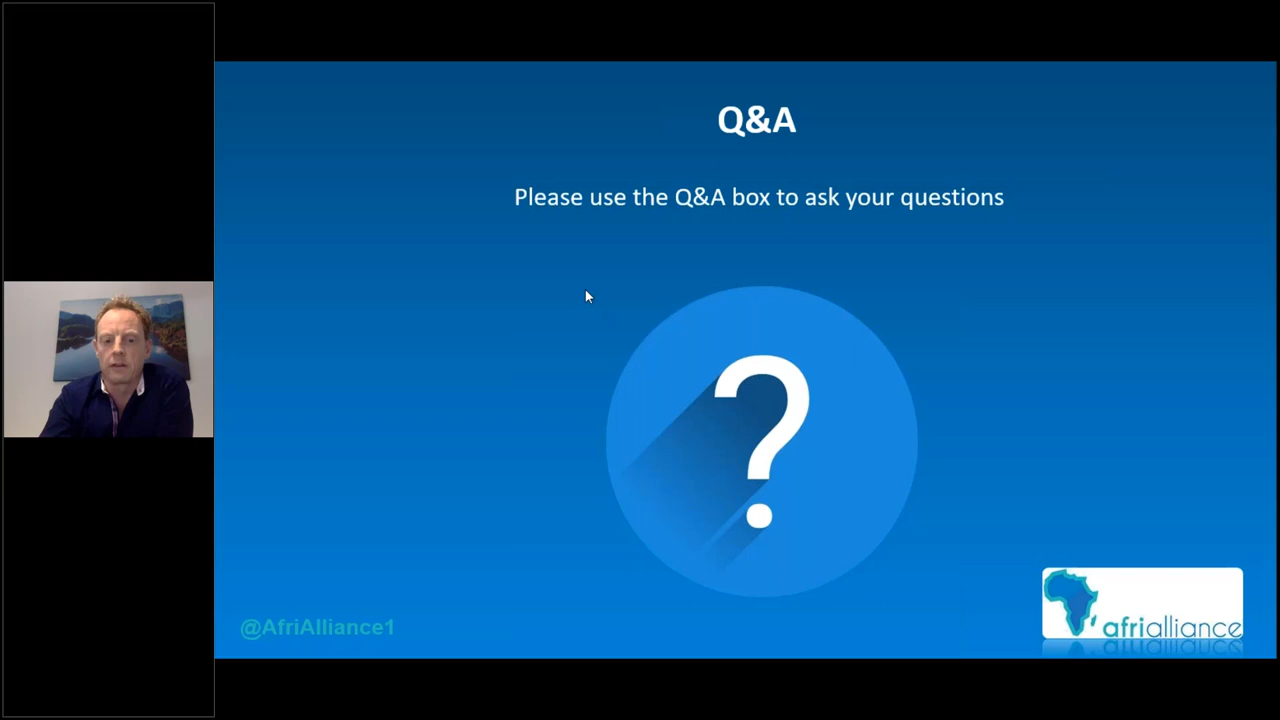 Q&A
Please use the Q&A box to ask your questions
?
@AfriAlliance1
afrialliance